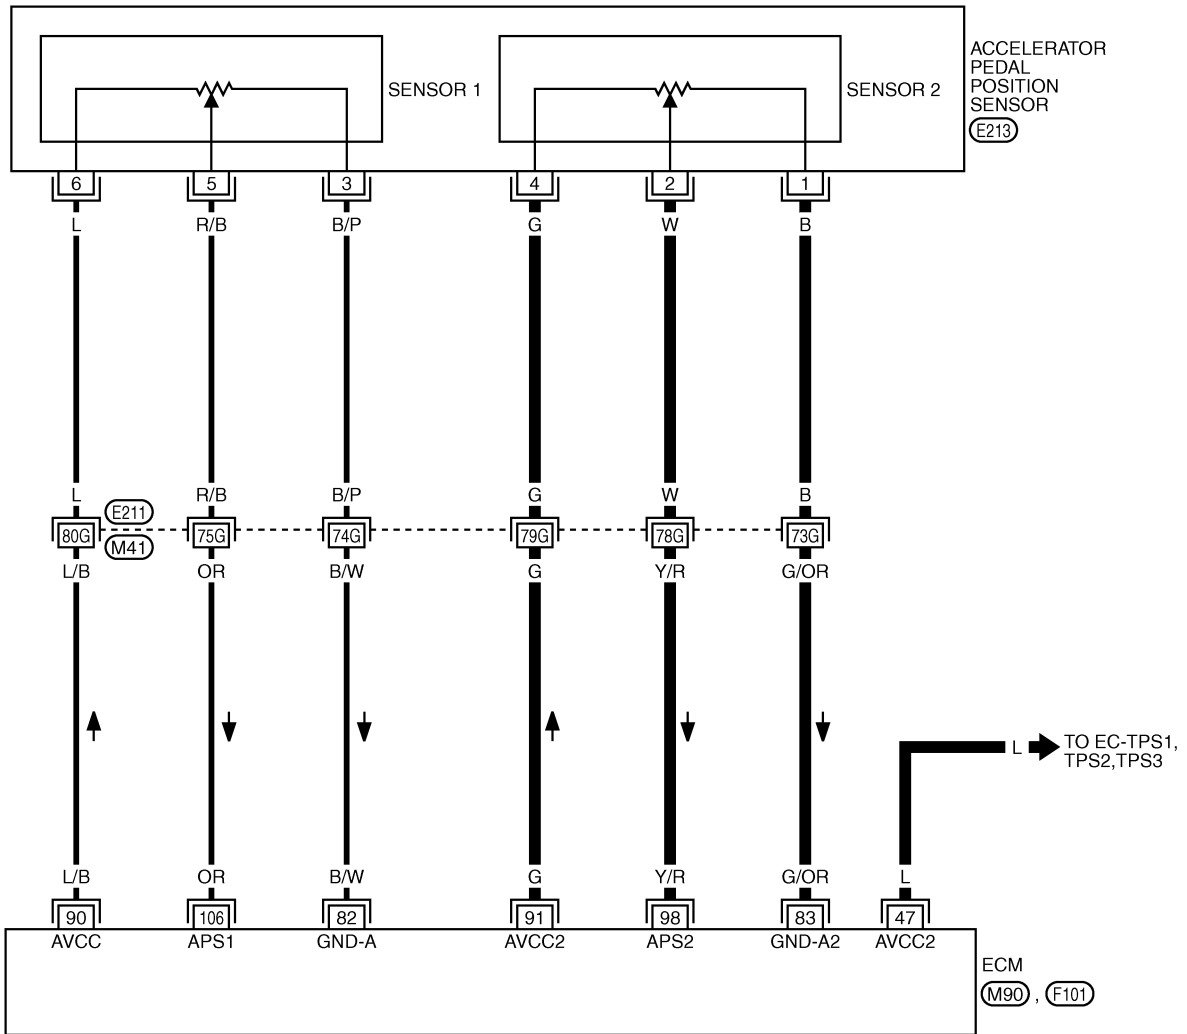 ACCELERATOR
PEDAL
POSITION
SENSOR
E213
SENSOR 1
SENSOR 2
6 5 3 4 2 1
L R/B B/P G W B
L R/B B/P G W B
E211
80G 75G 74G 79G 78G 73G
M41
L/B OR B/W G Y/R G/OR
L TO EC-TPS1,
TPS2,TPS3
L/B OR B/W G Y/R G/OR L
90 106 82 91 98 83 47
AVCC APS1 GND-A AVCC2 APS2 GND-A2 AVCC2
ECM
M90 , F101